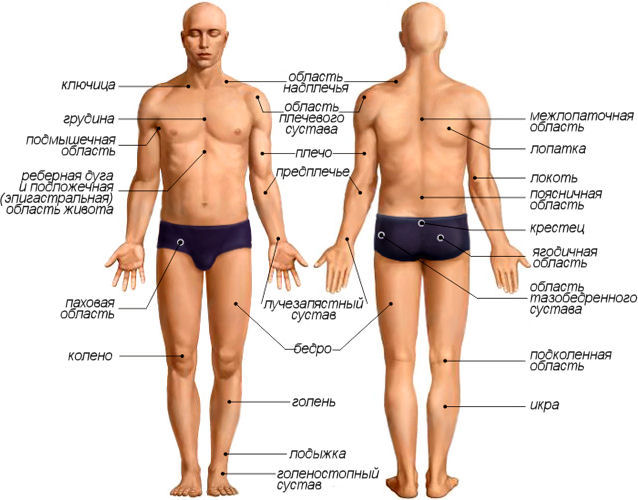 ключица
грудина
подмышечная
область
реберная дуга
и подложечная
(эпигастральная)
область живота
паховая
область
колено
область
надплечья
область
плечевого
сустава
плечо
предплечье
лучезапястный
сустав
бедро
голень
лодыжка
голеностопный
сустав
межлопаточная
область
лопатка
локоть
поясничная
область
крестец
ягодичная
область
область
тазобедренного
сустава
подколенная
область
икра